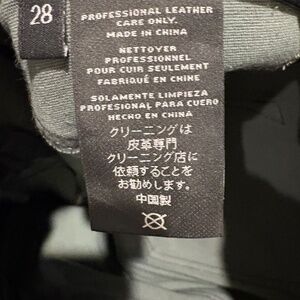 28
PROFESSIONAL LEATHER
CARE ONLY.
MADE IN CHINA
NETTOYER
PROFESSIONNEL
POUR CUIR SEULEMENT
FABRIQUÉ EN CHINE
SOLAMENTE LIMPIEZA
PROFESIONAL PARA CUERO
HECHO EN CHINA
クリーニングは
皮革専門
クリーニング店に
依頼することを
お勧めします。
中国製